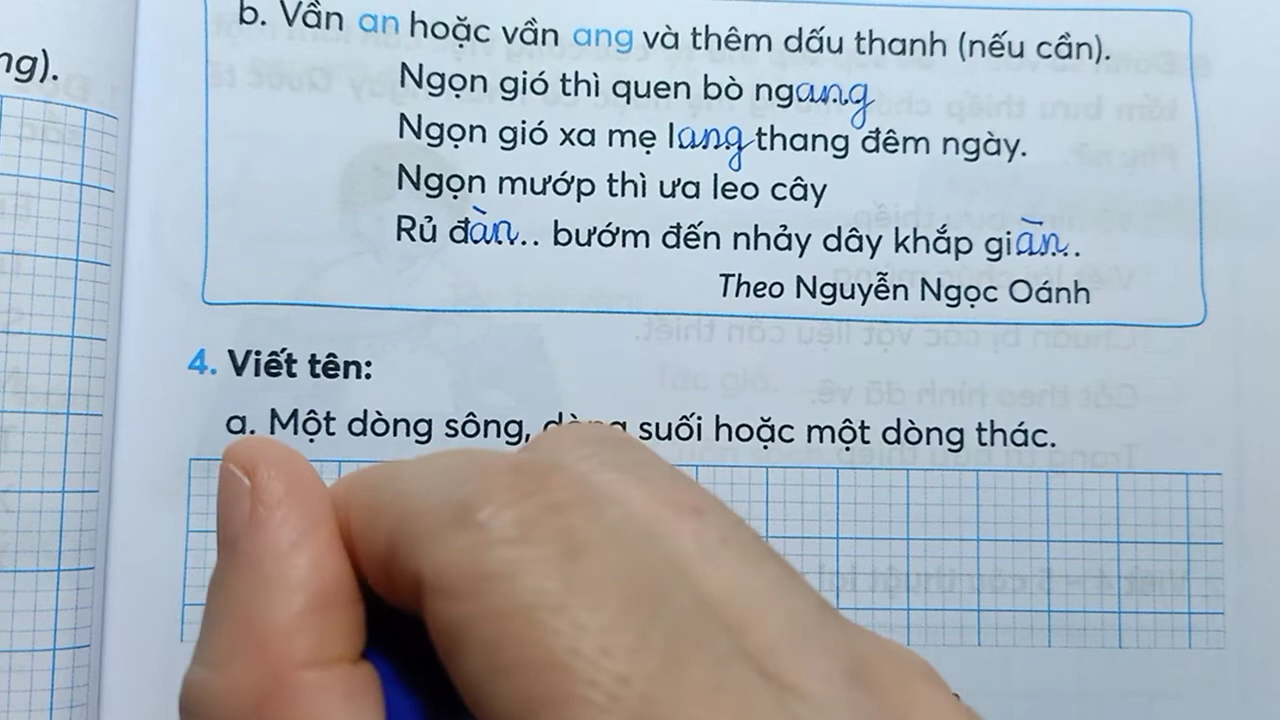 ng).
b. Vần an hoặc vần ang và thêm dấu thanh (nếu cần).
Ngọn gió thì quen bò ngang
Ngọn gió xa mẹ lang thang đêm ngày.
Ngọn mướp thì ưa leo cây
Rủ đàn.. bướm đến nhảy dây khắp giàn..
Theo Nguyễn Ngọc Oánh
4. Viết tên:
a. Một dòng sông, dòng suối hoặc một dòng thác.